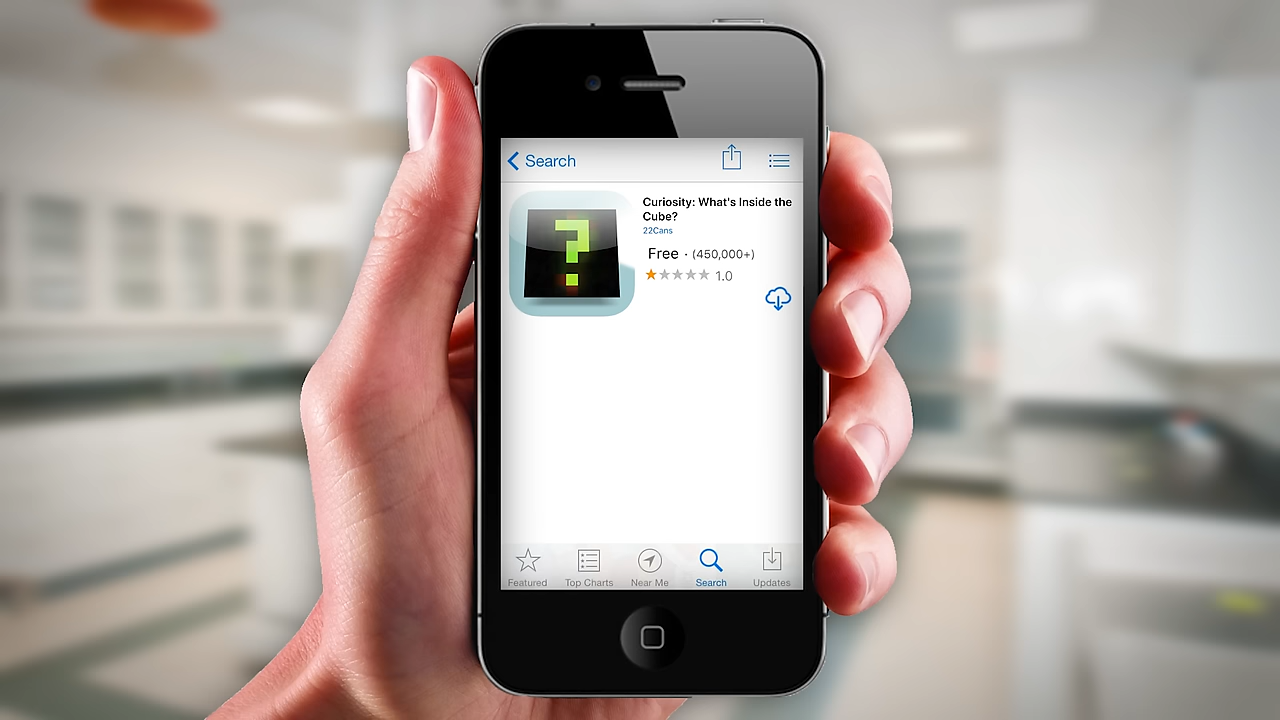 Search
Curiosity: What's Inside the
Cube?
22Cans
Free · (450,000+)
1.0
Featured
Top Charts
Near Me
Search
Updates